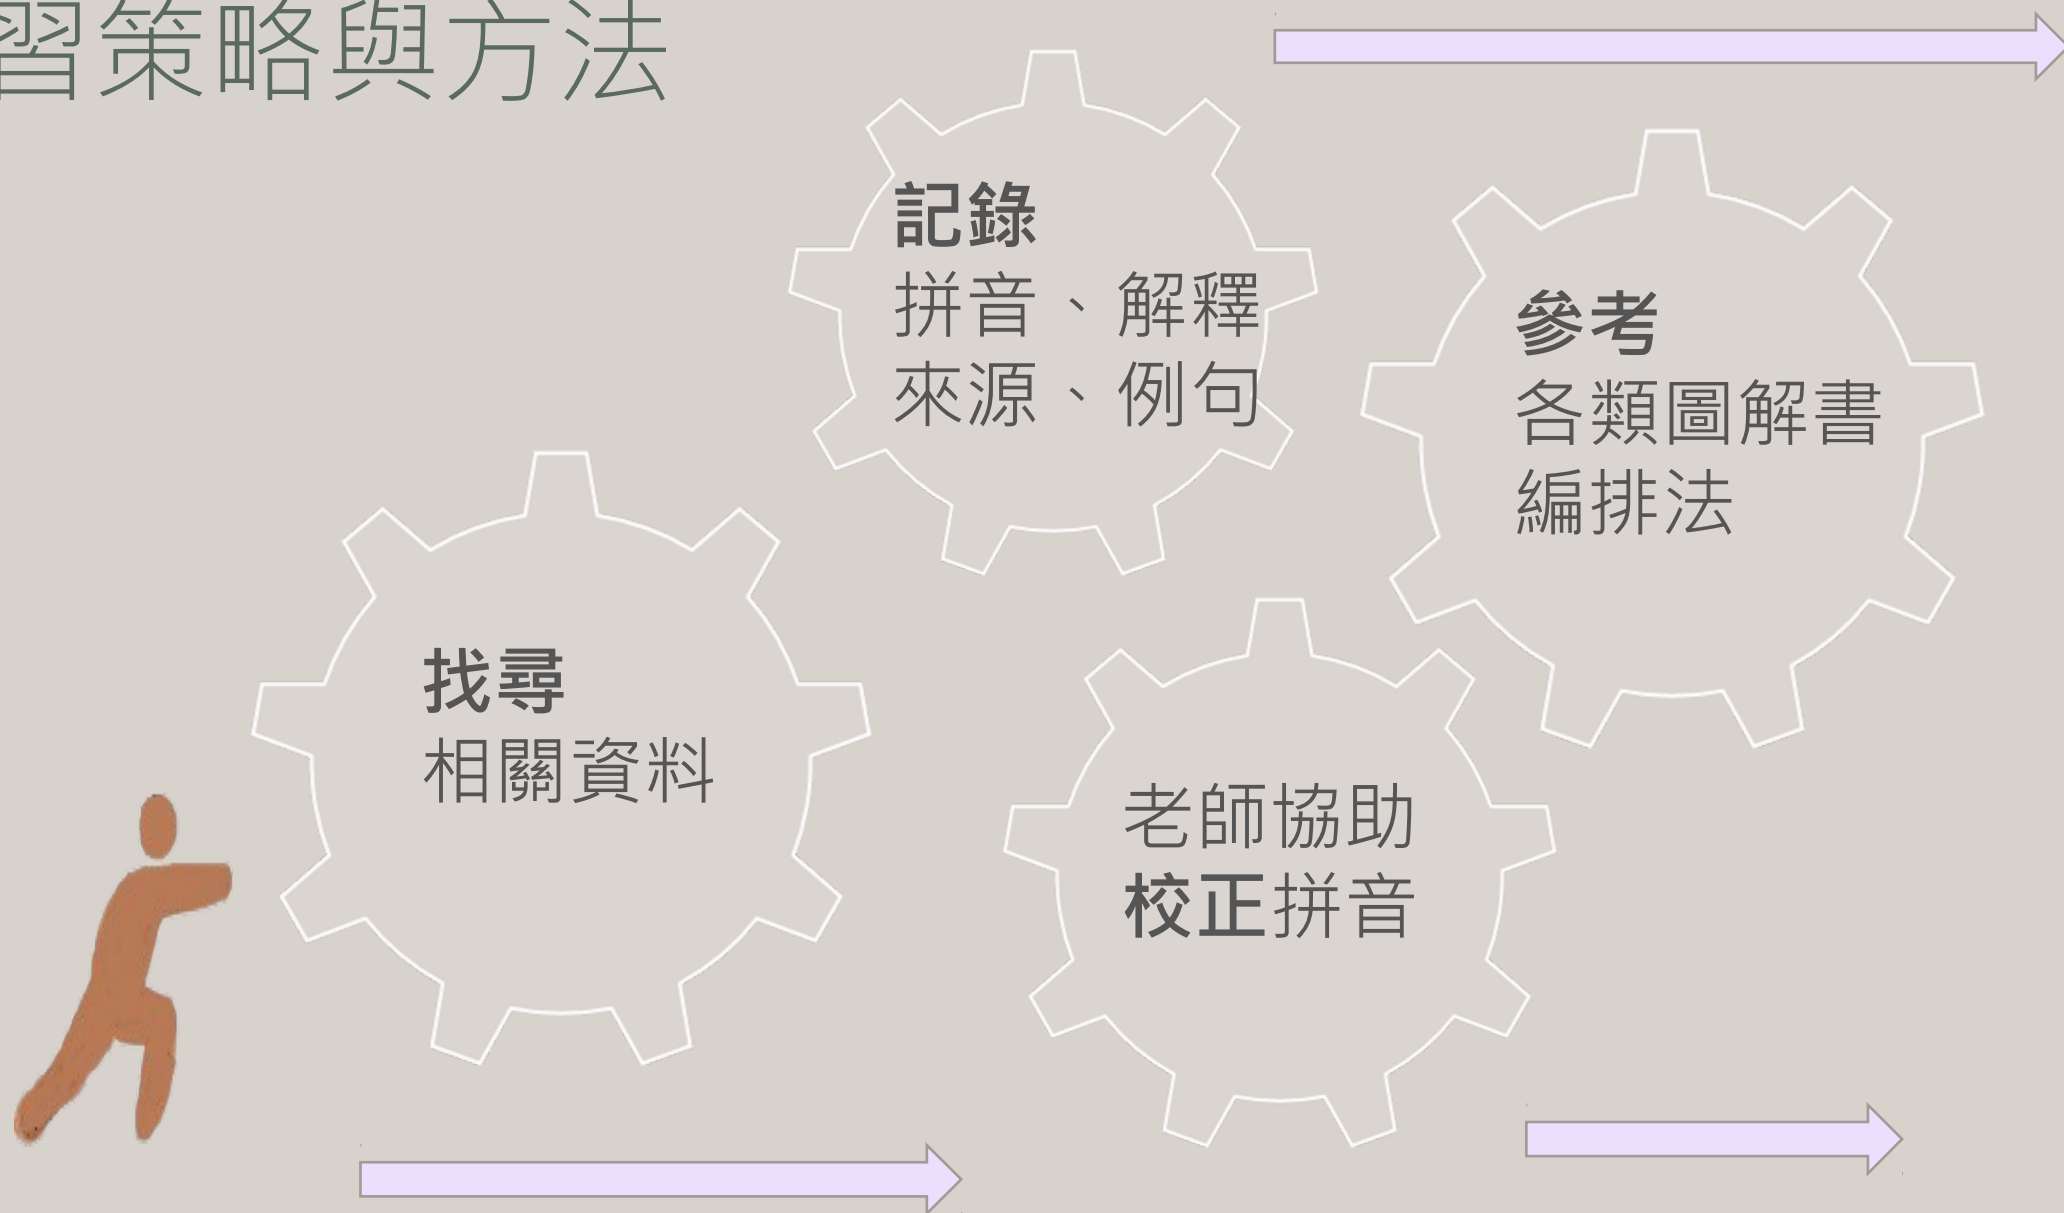 習策略與方法
找尋
相關資料
記錄
拼音、解釋
來源、例句
老師協助
校正拼音
參考
各類圖解書
編排法